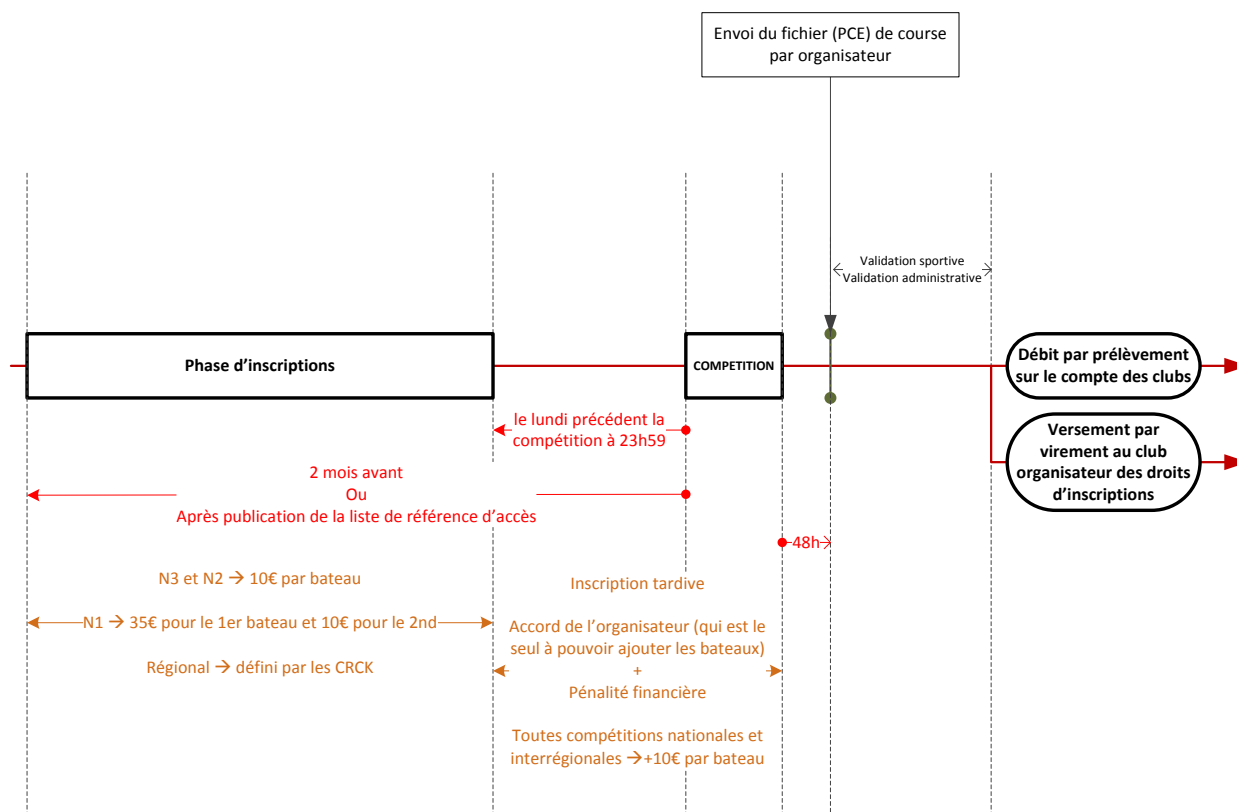 Envoi du fichier (PCE) de course
par organisateur
Validation sportive
Validation administrative
Phase d’inscriptions
COMPETITION
Débit par prélèvement
sur le compte des clubs
le lundi précédent la
compétition à 23h59
Versement par
virement au club
organisateur des droits
d’inscriptions
2 mois avant
Ou
Après publication de la liste de référence d’accès
48h
N3 et N2 → 10€ par bateau
N1 → 35€ pour le 1er bateau et 10€ pour le 2nd
Régional → défini par les CRCK
Inscription tardive
Accord de l’organisateur (qui est le
seul à pouvoir ajouter les bateaux)
+
Pénalité financière
Toutes compétitions nationales et
interrégionales →+10€ par bateau